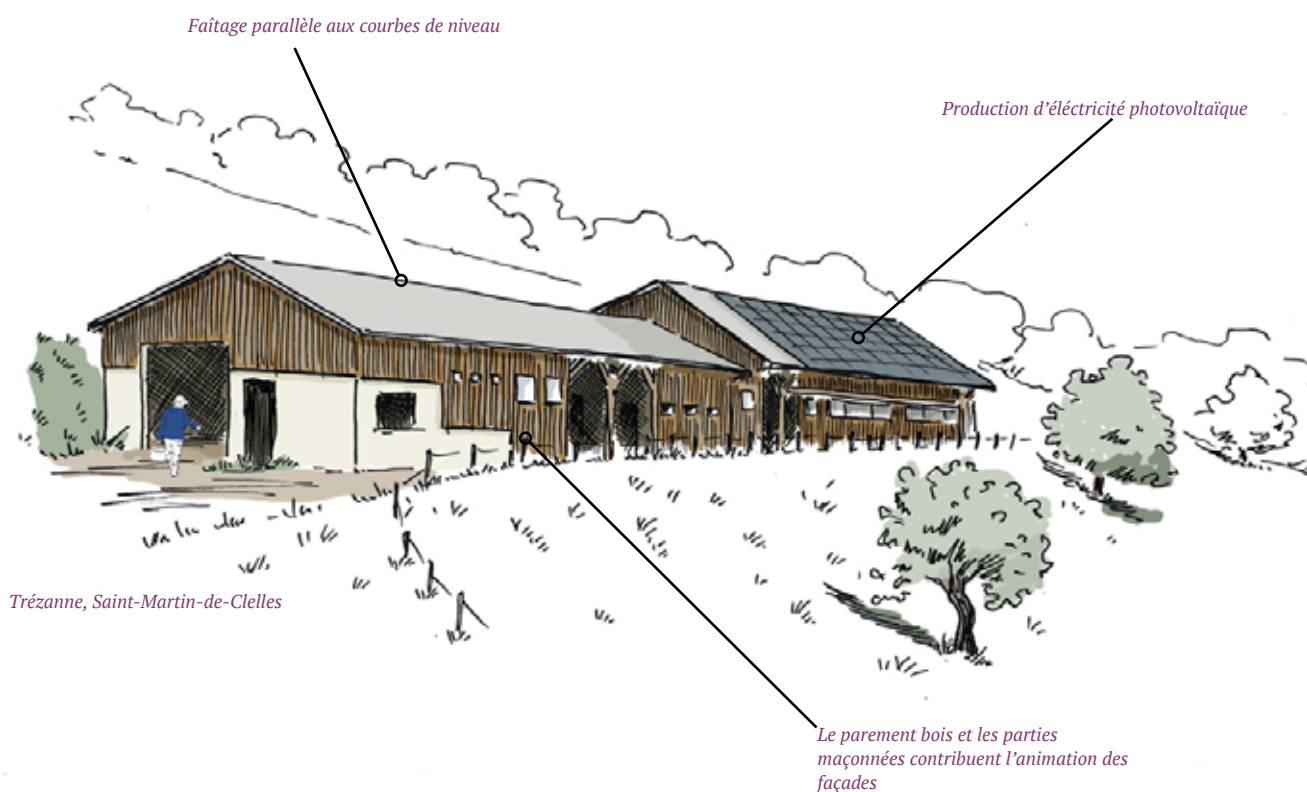 Faîtage parallèle aux courbes de niveau
Production d'éléctricité photovoltaïque
Trézanne, Saint-Martin-de-Clelles
Le parement bois et les parties
maçonnées contribuent l'animation des
façades